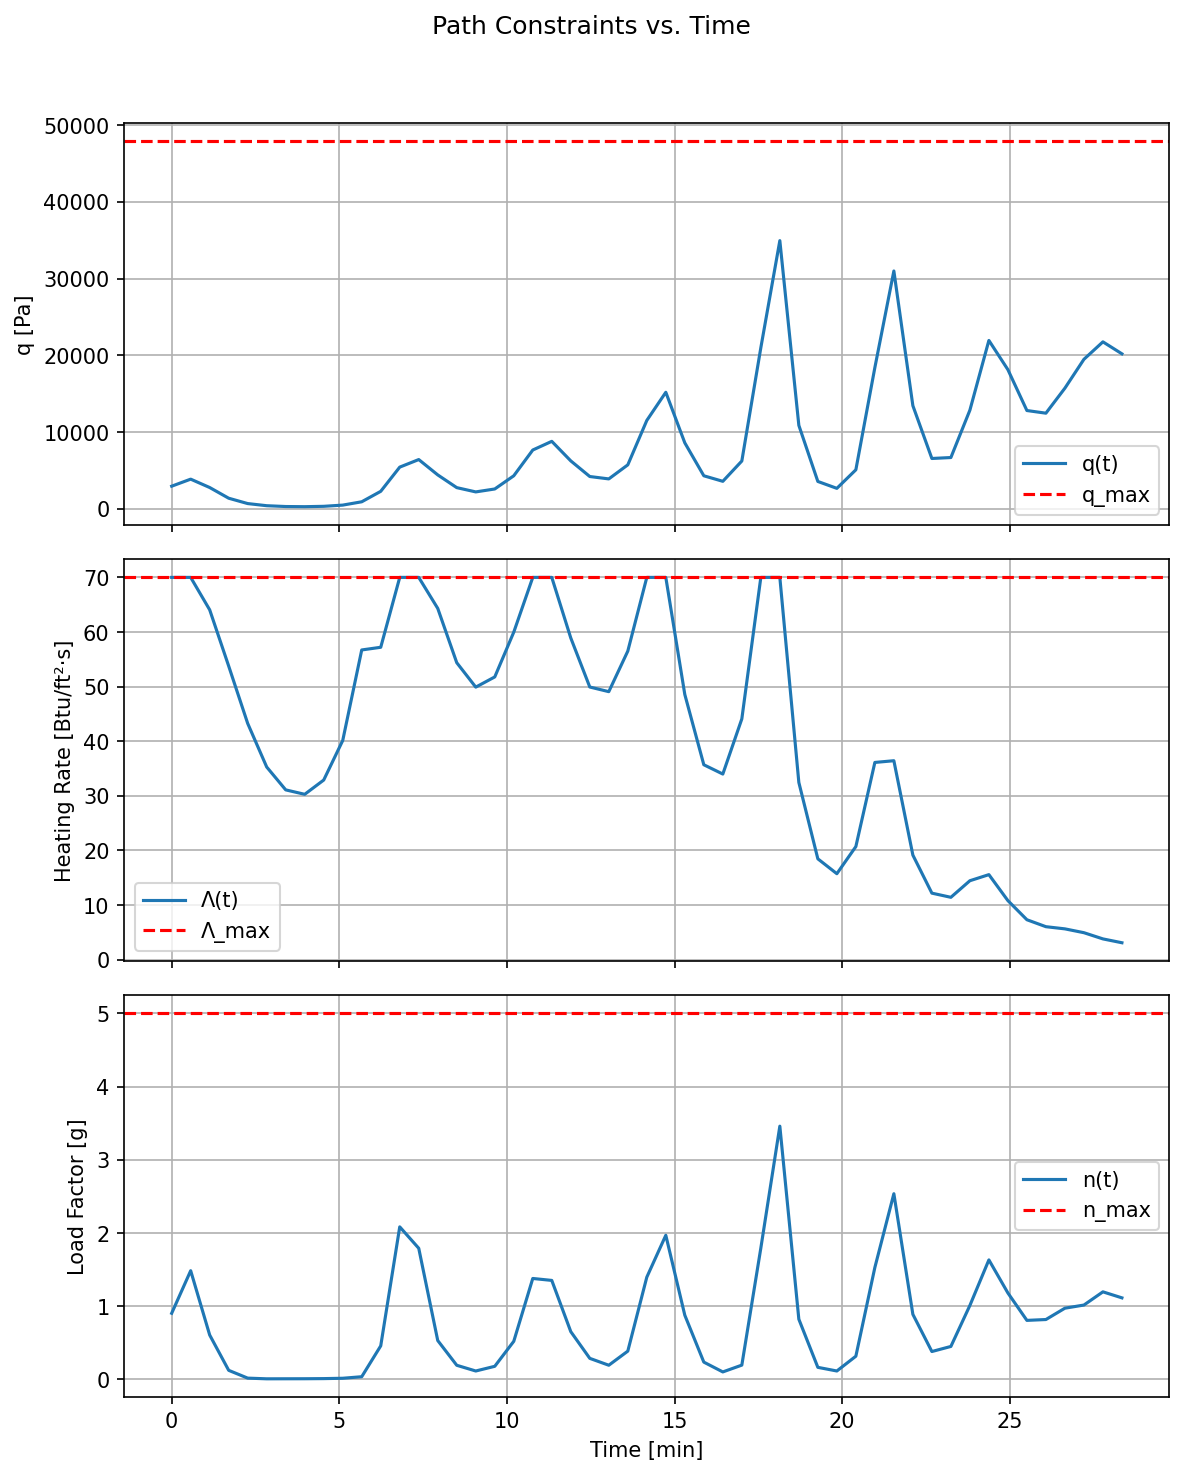 Path Constraints vs. Time
q [Pa]
50000
40000
30000
20000
10000
0
q(t)
q_max
Heating Rate [Btu/ft²·s]
70
60
50
40
30
20
10
0
Λ(t)
Λ_max
Load Factor [g]
5
4
3
2
1
0
n(t)
n_max
0 5 10 15 20 25
Time [min]